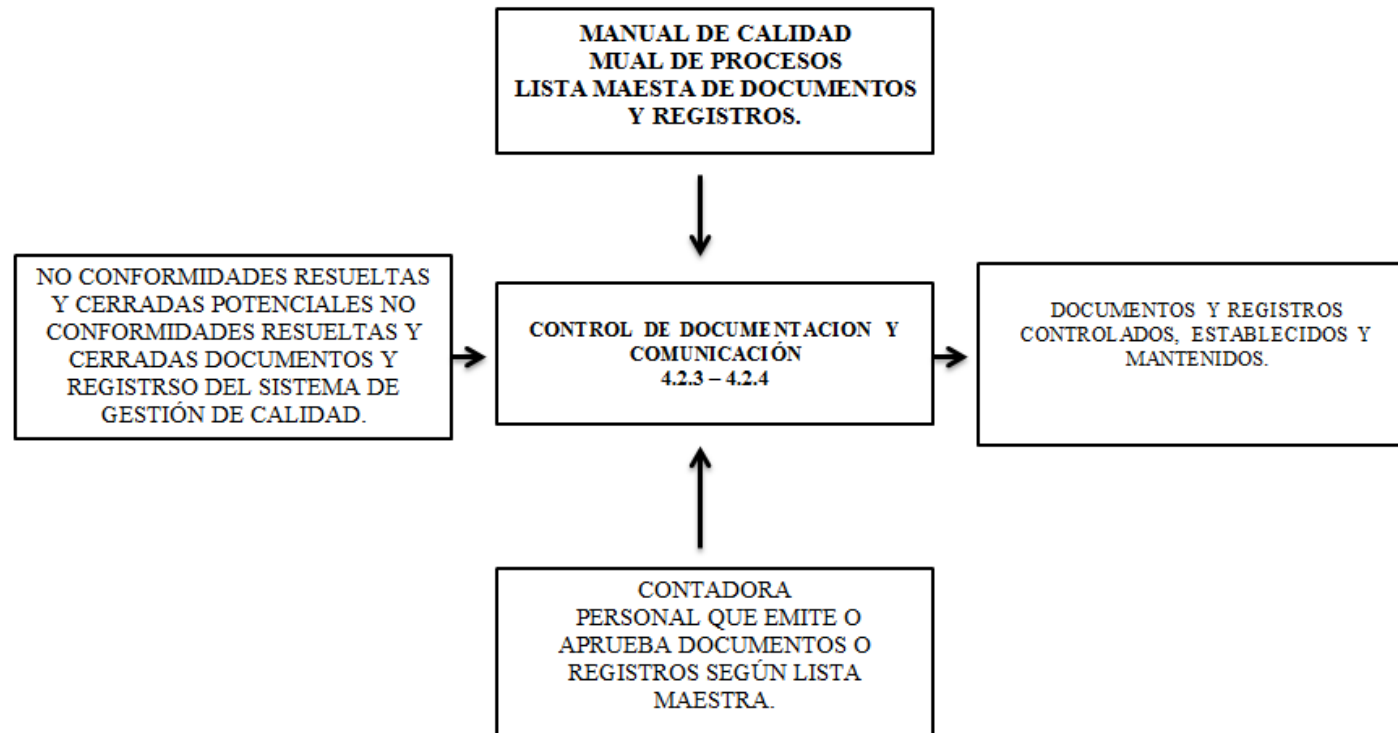 MANUAL DE CALIDAD
MUAL DE PROCESOS
LISTA MAESTA DE DOCUMENTOS
Y REGISTROS.
NO CONFORMIDADES RESUELTAS
Y CERRADAS POTENCIALES NO
CONFORMIDADES RESUELTAS Y
CERRADAS DOCUMENTOS Y
REGISTRSO DEL SISTEMA DE
GESTIÓN DE CALIDAD.
CONTROL DE DOCUMENTACION Y
COMUNICACIÓN
4.2.3 – 4.2.4
DOCUMENTOS Y REGISTROS
CONTROLADOS, ESTABLECIDOS Y
MANTENIDOS.
CONTADORA
PERSONAL QUE EMITE O
APRUEBA DOCUMENTOS O
REGISTROS SEGÚN LISTA
MAESTRA.